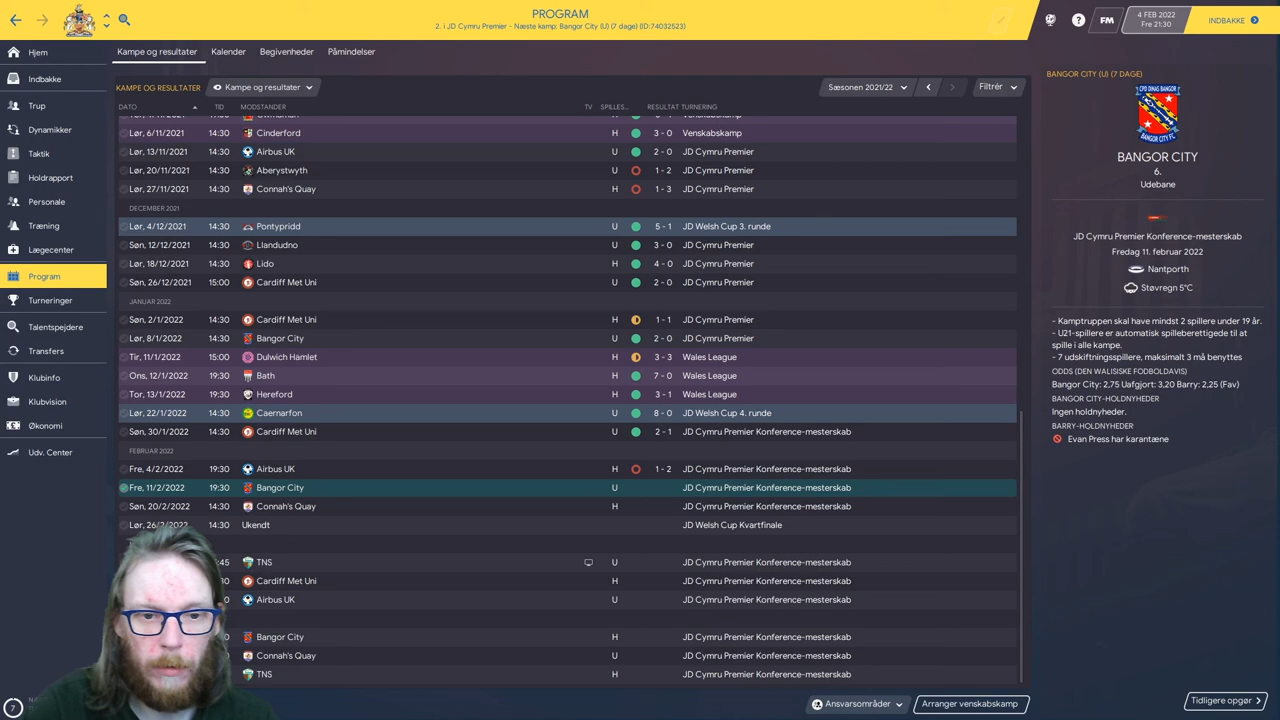 PROGRAM
2. i JD Cymru Premier - Næste kamp: Bangor City (U) (7 dage) (ID:74032523)
FM
4 FEB 2022
Fre 21:30
INDBAKKE
Hjem
Indbakke
Trup
Dynamikker
Taktik
Holdrapport
Personale
Træning
Lægecenter
Program
Turneringer
Talentspejdere
Transfers
Klubinfo
Klubvision
Økonomi
Udv. Center
Kampe og resultater Kalender Begivenheder Påmindelser
KAMPE OG RESULTATER Kampe og resultater Sæsonen 2021/22 Filtrér
DATO TID MODSTANDER TV SPILLES... RESULTAT TURNERING
Lør, 6/11/2021 14:30 Cinderford H 3 - 0 Venskabskamp
Lør, 13/11/2021 14:30 Airbus UK U 2 - 0 JD Cymru Premier
Lør, 20/11/2021 14:30 Aberystwyth U 1 - 2 JD Cymru Premier
Lør, 27/11/2021 14:30 Connah's Quay H 1 - 3 JD Cymru Premier
DECEMBER 2021
Lør, 4/12/2021 14:30 Pontypridd U 5 - 1 JD Welsh Cup 3. runde
Søn, 12/12/2021 14:30 Llandudno U 3 - 0 JD Cymru Premier
Lør, 18/12/2021 14:30 Lido H 4 - 0 JD Cymru Premier
Søn, 26/12/2021 15:00 Cardiff Met Uni U 2 - 0 JD Cymru Premier
JANUAR 2022
Søn, 2/1/2022 14:30 Cardiff Met Uni H 1 - 1 JD Cymru Premier
Lør, 8/1/2022 14:30 Bangor City U 2 - 0 JD Cymru Premier
Tir, 11/1/2022 15:00 Dulwich Hamlet H 3 - 3 Wales League
Ons, 12/1/2022 19:30 Bath H 7 - 0 Wales League
Tor, 13/1/2022 19:30 Hereford H 3 - 1 Wales League
Lør, 22/1/2022 14:30 Caernarfon U 8 - 0 JD Welsh Cup 4. runde
Søn, 30/1/2022 14:30 Cardiff Met Uni U 2 - 1 JD Cymru Premier Konference-mesterskab
FEBRUAR 2022
Fre, 4/2/2022 19:30 Airbus UK H 1 - 2 JD Cymru Premier Konference-mesterskab
Fre, 11/2/2022 19:30 Bangor City U JD Cymru Premier Konference-mesterskab
Søn, 20/2/2022 14:30 Connah's Quay H JD Cymru Premier Konference-mesterskab
Lør, 26/2/2022 14:30 Ukendt JD Welsh Cup Kvartfinale
:45 TNS U JD Cymru Premier Konference-mesterskab
Cardiff Met Uni H JD Cymru Premier Konference-mesterskab
Airbus UK U JD Cymru Premier Konference-mesterskab
Bangor City H JD Cymru Premier Konference-mesterskab
Connah's Quay U JD Cymru Premier Konference-mesterskab
TNS H JD Cymru Premier Konference-mesterskab
7
Ansvarsområder Arranger venskabskamp
BANGOR CITY (U) (7 DAGE)
CPD DINAS BANGOR
BANGOR CITY FC
BANGOR CITY
6.
Udebane
JD Cymru Premier Konference-mesterskab
Fredag 11. februar 2022
Nantporth
Støvregn 5°C
- Kamptruppen skal have mindst 2 spillere under 19 år.
- U21-spillere er automatisk spilleberettigede til at
spille i alle kampe.
- 7 udskiftningsspillere, maksimalt 3 må benyttes
ODDS (DEN WALISISKE FODBOLDAVIS)
Bangor City: 2,75 Uafgjort: 3,20 Barry: 2,25 (Fav)
BANGOR CITY-HOLDNYHEDER
Ingen holdnyheder.
BARRY-HOLDNYHEDER
Evan Press har karantæne
Tidligere opgør